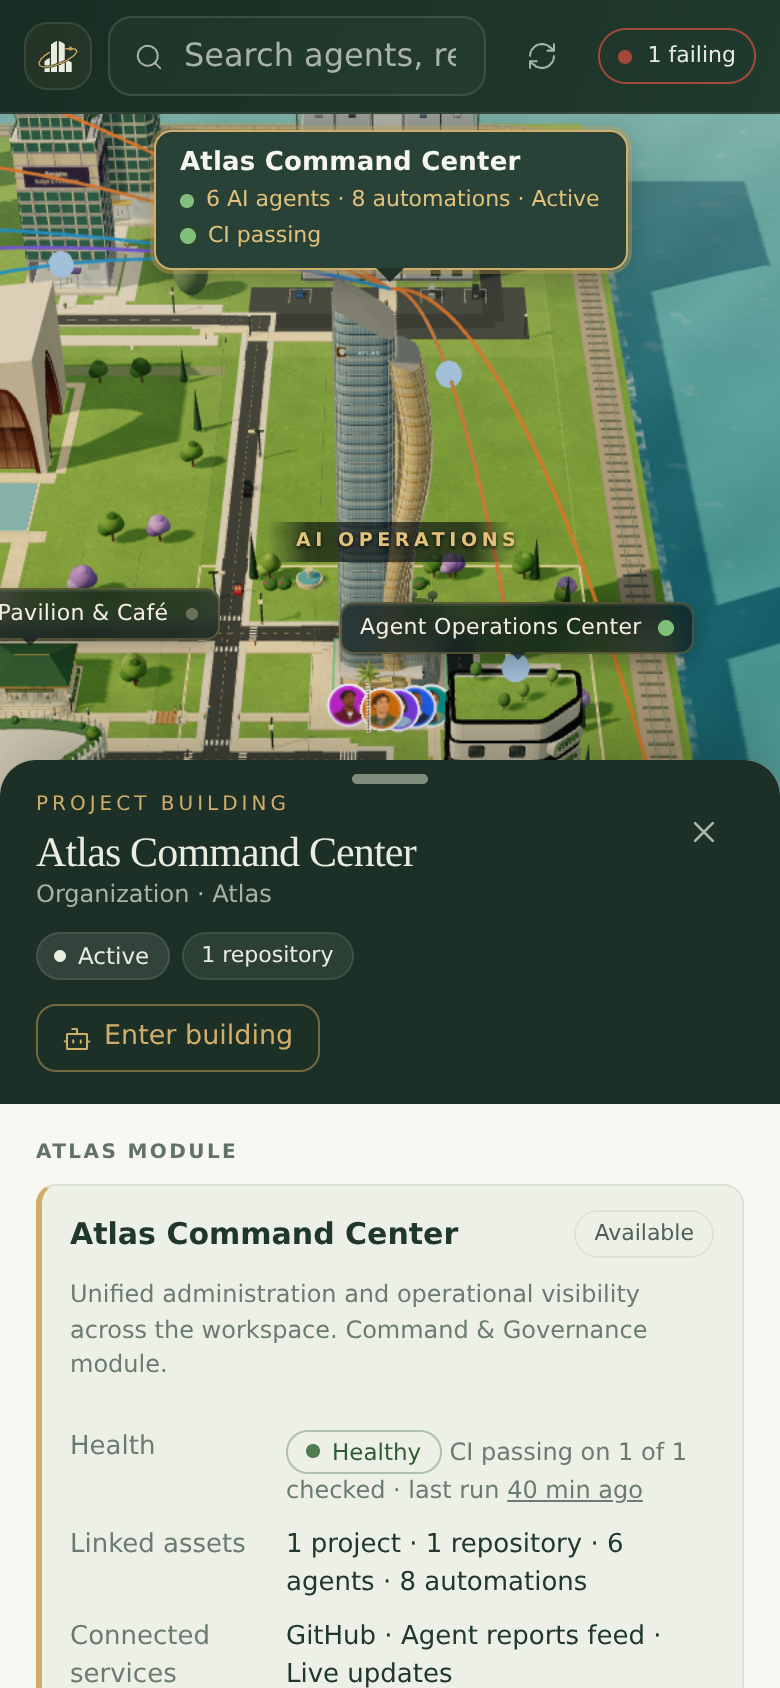 Search agents, re
1 failing
Atlas Command Center
6 AI agents · 8 automations · Active
CI passing
ATLAS
AI OPERATIONS
Pavilion & Café
Agent Operations Center
PROJECT BUILDING
Atlas Command Center
Organization · Atlas
Active
1 repository
Enter building
ATLAS MODULE
Atlas Command Center
Available
Unified administration and operational visibility
across the workspace. Command & Governance
module.
Health
Healthy CI passing on 1 of 1
checked · last run 40 min ago
Linked assets
1 project · 1 repository · 6
agents · 8 automations
Connected
services
GitHub · Agent reports feed ·
Live updates